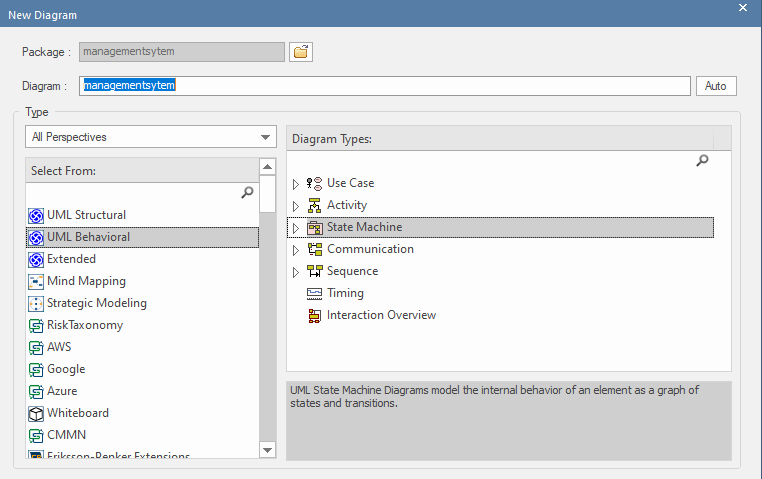 New Diagram
Package :
managementsytem
Diagram :
managementsytem
Auto
Type
All Perspectives
Select From:
UML Structural
UML Behavioral
Extended
Mind Mapping
Strategic Modeling
RiskTaxonomy
AWS
Google
Azure
Whiteboard
CMMN
Eriksson-Penker Extensions
Diagram Types:
Use Case
Activity
State Machine
Communication
Sequence
Timing
Interaction Overview
UML State Machine Diagrams model the internal behavior of an element as a graph of
states and transitions.